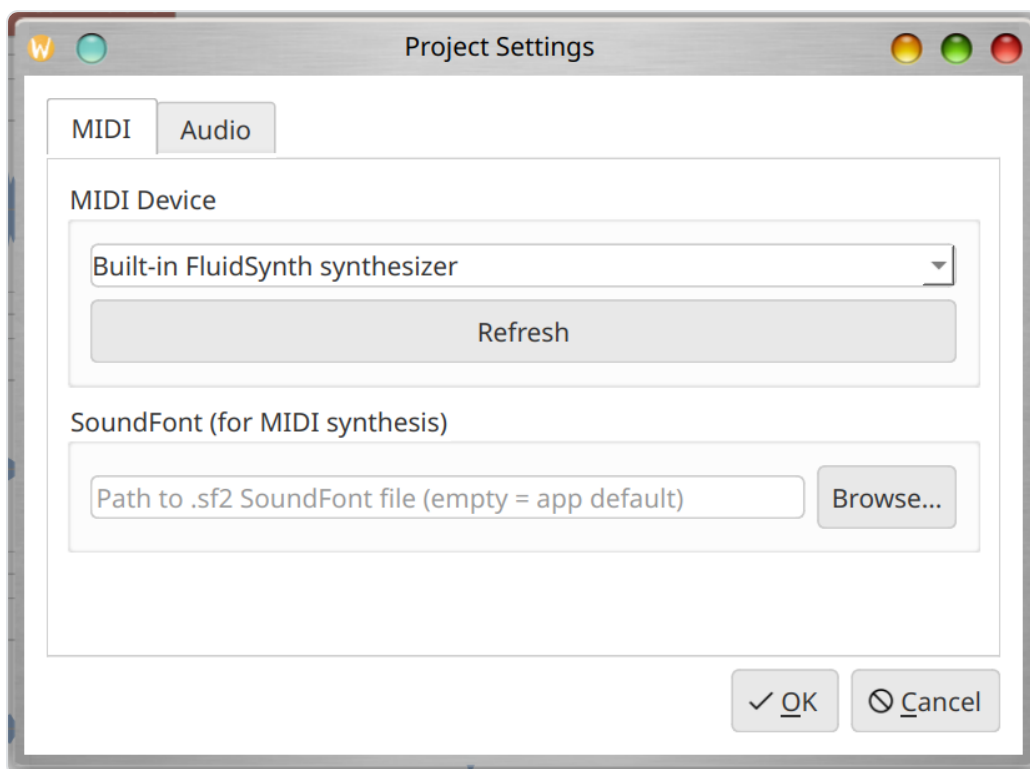 Project Settings
MIDI
Audio
MIDI Device
Built-in FluidSynth synthesizer
Refresh
SoundFont (for MIDI synthesis)
Path to .sf2 SoundFont file (empty = app default)
Browse...
OK
Cancel